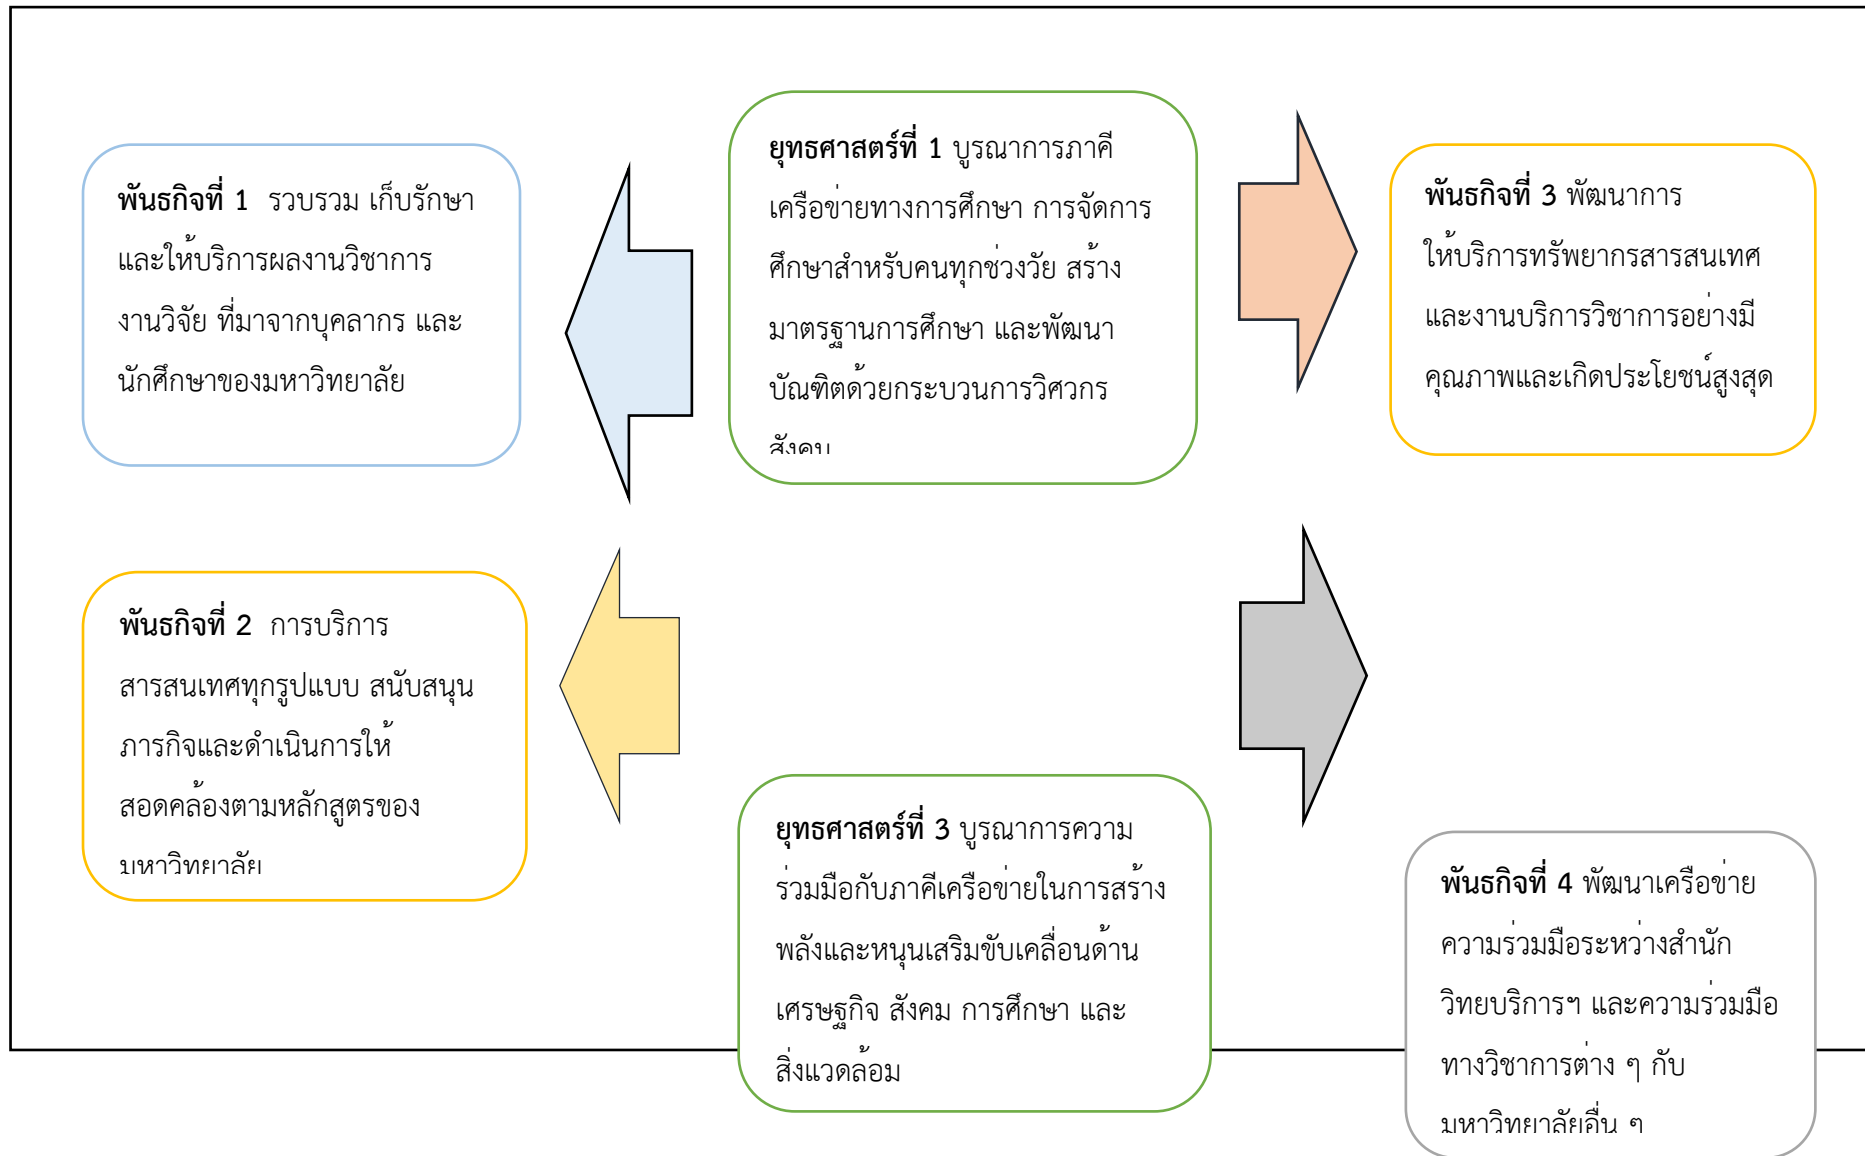 พันธกิจที่ 1 รวบรวม เก็บรักษา
และให้บริการผลงานวิชาการ
งานวิจัย ที่มาจากบุคลากร และ
นักศึกษาของมหาวิทยาลัย
พันธกิจที่ 2 การบริการ
สารสนเทศทุกรูปแบบ สนับสนุน
ภารกิจและดำเนินการให้
สอดคล้องตามหลักสูตรของ
มหาวิทยาลัย
ยุทธศาสตร์ที่ 1 บูรณาการภาคี
เครือข่ายทางการศึกษา การจัดการ
ศึกษาสำหรับคนทุกช่วงวัย สร้าง
มาตรฐานการศึกษา และพัฒนา
บัณฑิตด้วยกระบวนการวิศวกร
สังคม
ยุทธศาสตร์ที่ 3 บูรณาการความ
ร่วมมือกับภาคีเครือข่ายในการสร้าง
พลังและหนุนเสริมขับเคลื่อนด้าน
เศรษฐกิจ สังคม การศึกษา และ
สิ่งแวดล้อม
พันธกิจที่ 3 พัฒนาการ
ให้บริการทรัพยากรสารสนเทศ
และงานบริการวิชาการอย่างมี
คุณภาพและเกิดประโยชน์สูงสุด
พันธกิจที่ 4 พัฒนาเครือข่าย
ความร่วมมือระหว่างสำนัก
วิทยบริการฯ และความร่วมมือ
ทางวิชาการต่าง ๆ กับ
มหาวิทยาลัยอื่น ๆ